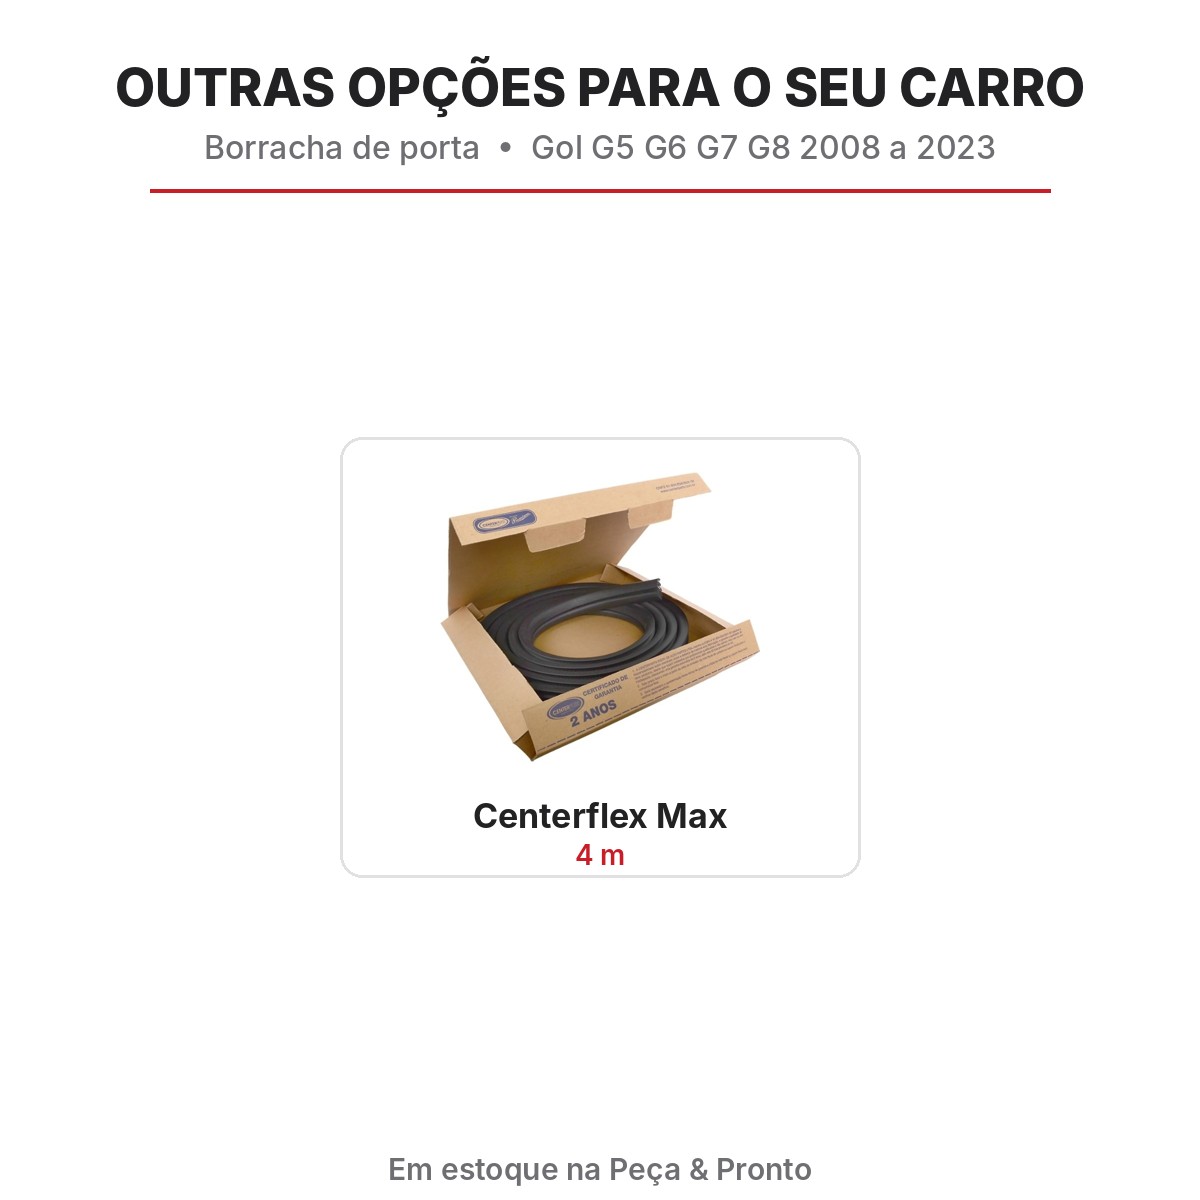 OUTRAS OPÇÕES PARA O SEU CARRO
Borracha de porta • Gol G5 G6 G7 G8 2008 a 2023
CERTIFICADO DE
GARANTIA
2 ANOS
Centerflex Max
4 m
Em estoque na Peça & Pronto